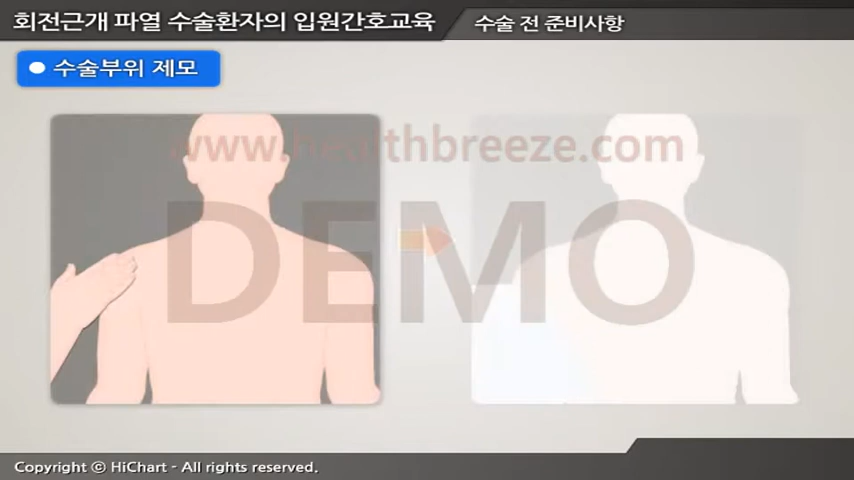 회전근개 파열 수술환자의 입원간호교육
수술 전 준비사항
수술부위 제모
www.healthbreeze.com
DEMO
Copyright ⓒ HiChart - All rights reserved.